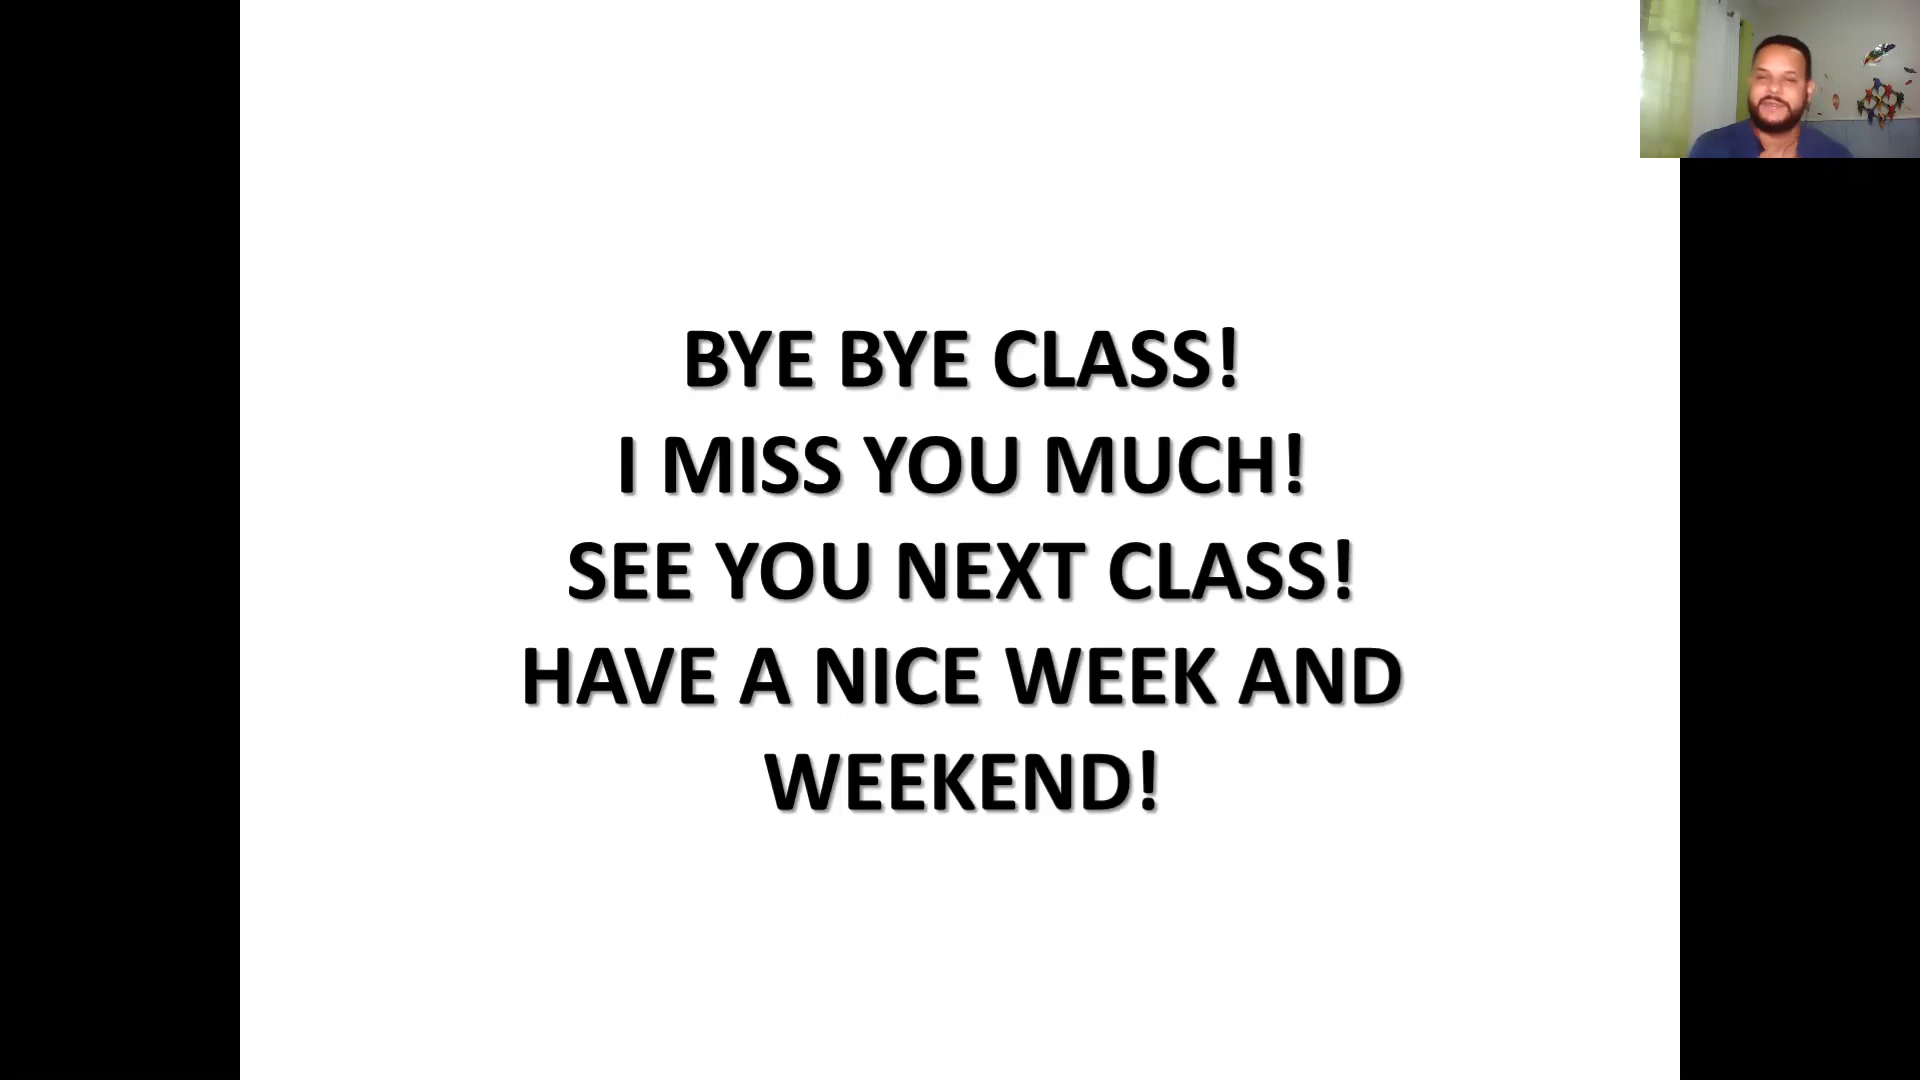 BYE BYE CLASS!
I MISS YOU MUCH!
SEE YOU NEXT CLASS!
HAVE A NICE WEEK AND
WEEKEND!